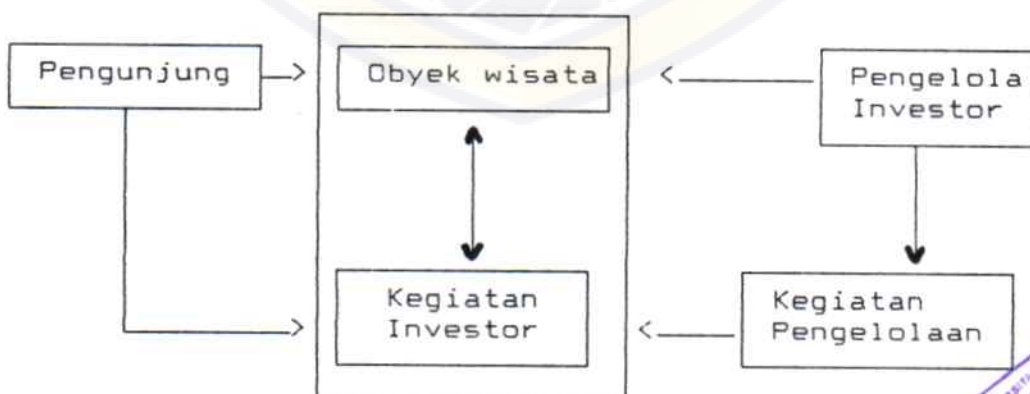 Pengunjung
Obyek wisata
Pengelola
Investor
Kegiatan
Investor
Kegiatan
Pengelolaan